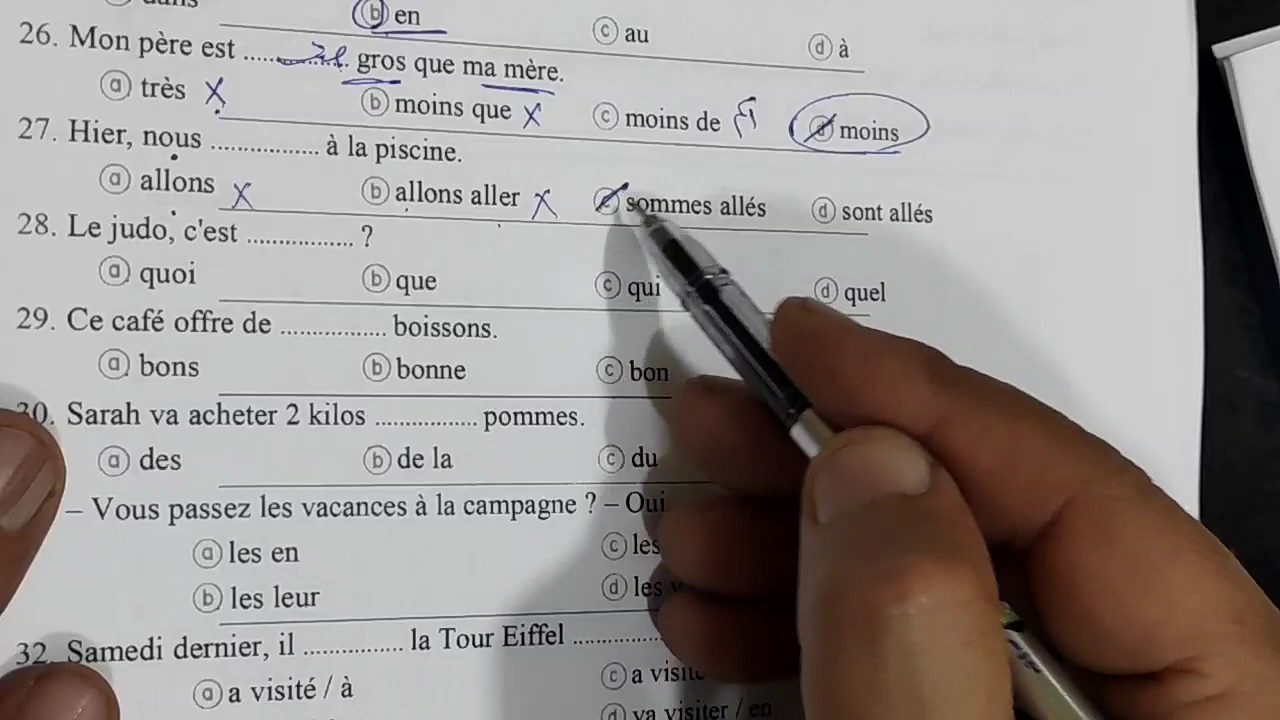 ⓑ en ⓒ au ⓓ à
26. Mon père est .................. gros que ma mère.
ⓐ très X ⓑ moins que X ⓒ moins de ⓓ moins
27. Hier, nous ................. à la piscine.
ⓐ allons X ⓑ allons aller X ⓒ sommes allés ⓓ sont allés
28. Le judo, c'est ................. ?
ⓐ quoi ⓑ que ⓒ qui ⓓ quel
29. Ce café offre de ................. boissons.
ⓐ bons ⓑ bonne ⓒ bon
30. Sarah va acheter 2 kilos ................. pommes.
ⓐ des ⓑ de la ⓒ du
– Vous passez les vacances à la campagne ? – Oui
ⓐ les en ⓒ les
ⓑ les leur ⓓ les
32. Samedi dernier, il ................ la Tour Eiffel ..............
ⓐ a visité / à ⓒ a visité
ⓓ va visiter / en